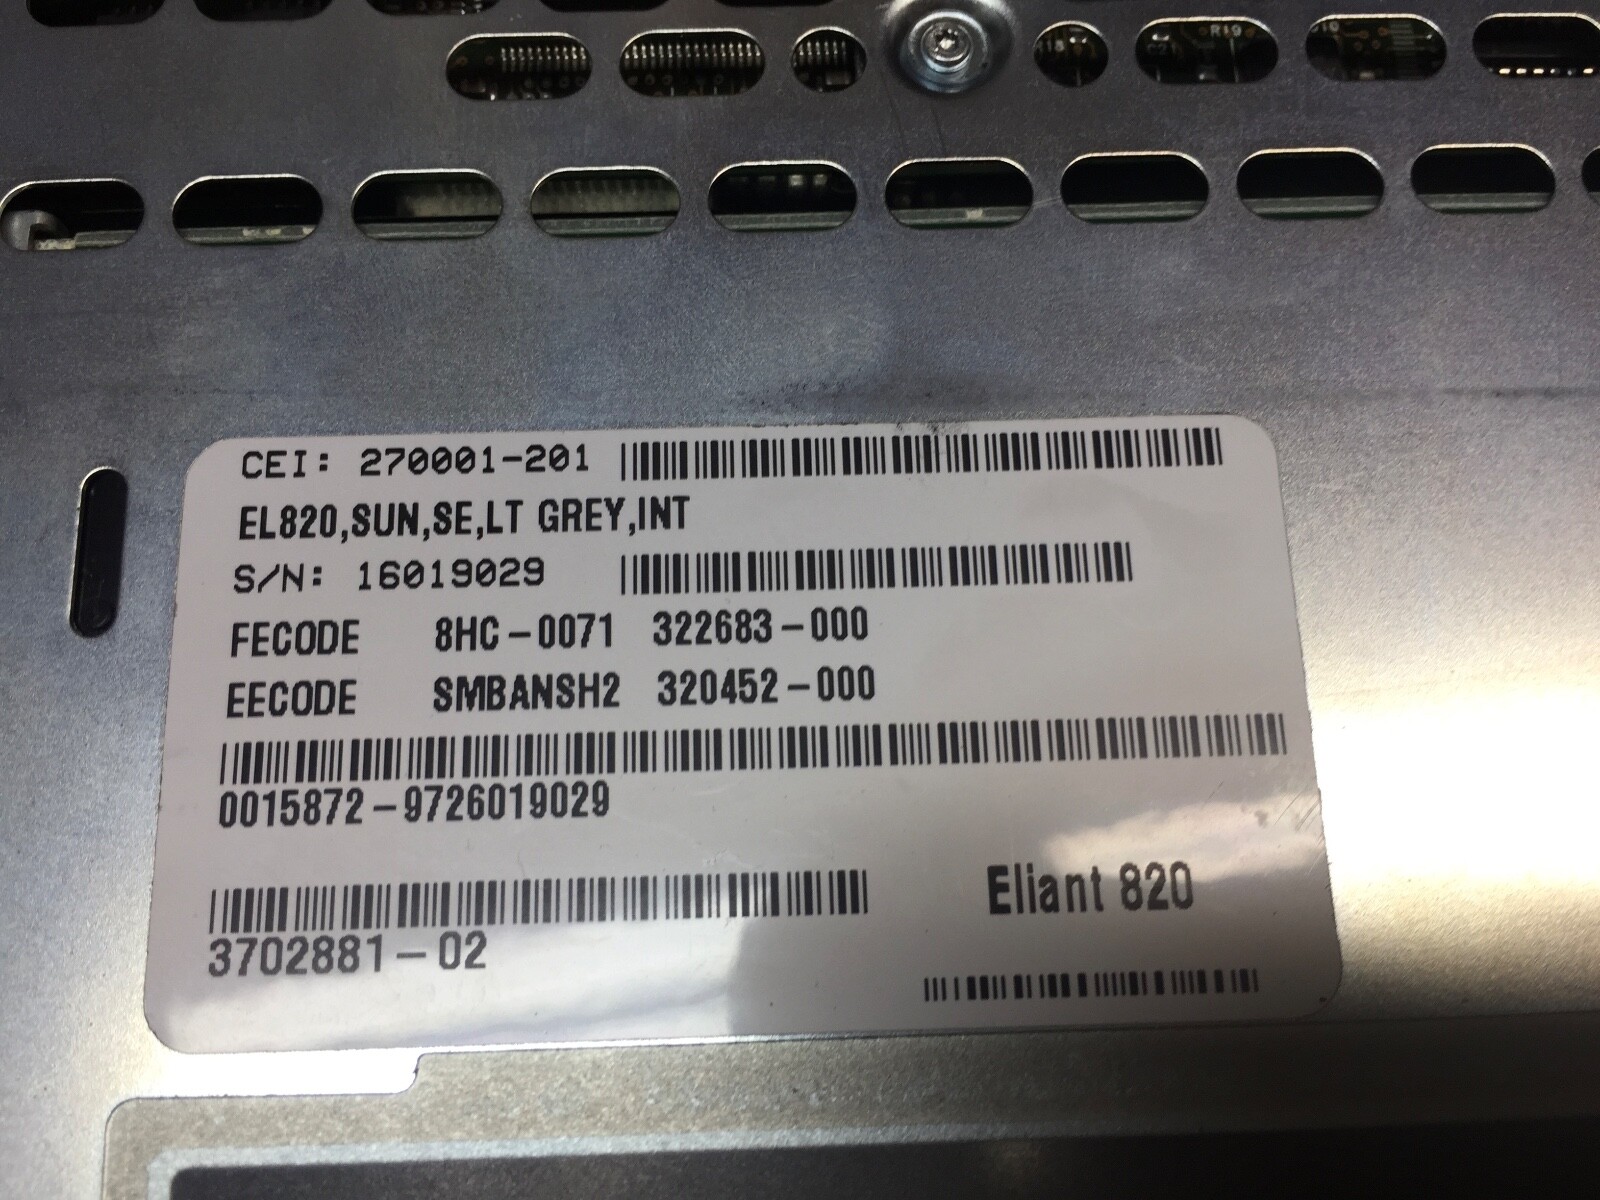 R19
CEI: 270001-201
EL820,SUN,SE,LT GREY,INT
S/N: 16019029
FECODE 8HC-0071 322683-000
EECODE SMBANSH2 320452-000
0015872-9726019029
Eliant 820
3702881-02